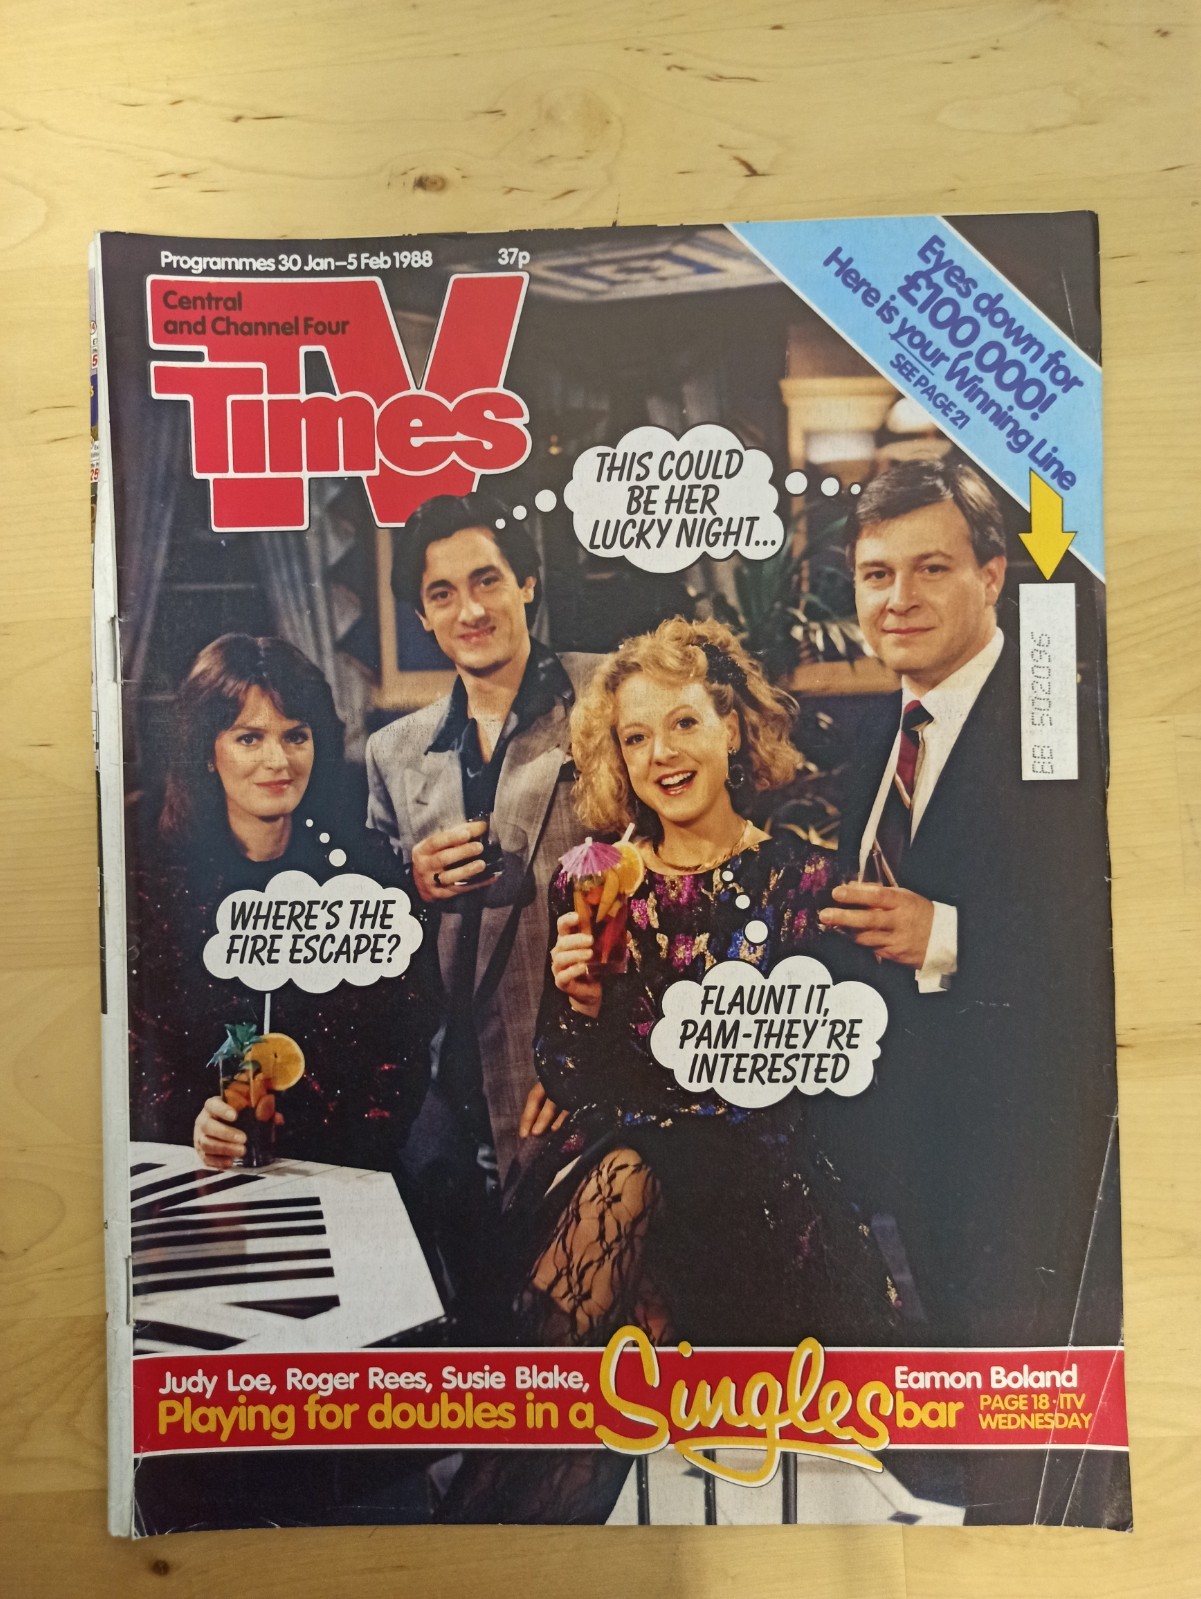 Programmes 30 Jan–5 Feb 1988
37p
Central
and Channel Four
TV
Times
Eyes down for
£100 000!
Here is your Winning Line
SEE PAGE 21
BB 502096
THIS COULD
BE HER
LUCKY NIGHT...
WHERE'S THE
FIRE ESCAPE?
FLAUNT IT,
PAM-THEY'RE
INTERESTED
Judy Loe, Roger Rees, Susie Blake, Eamon Boland
Playing for doubles in a Singles bar
PAGE 18·ITV
WEDNESDAY